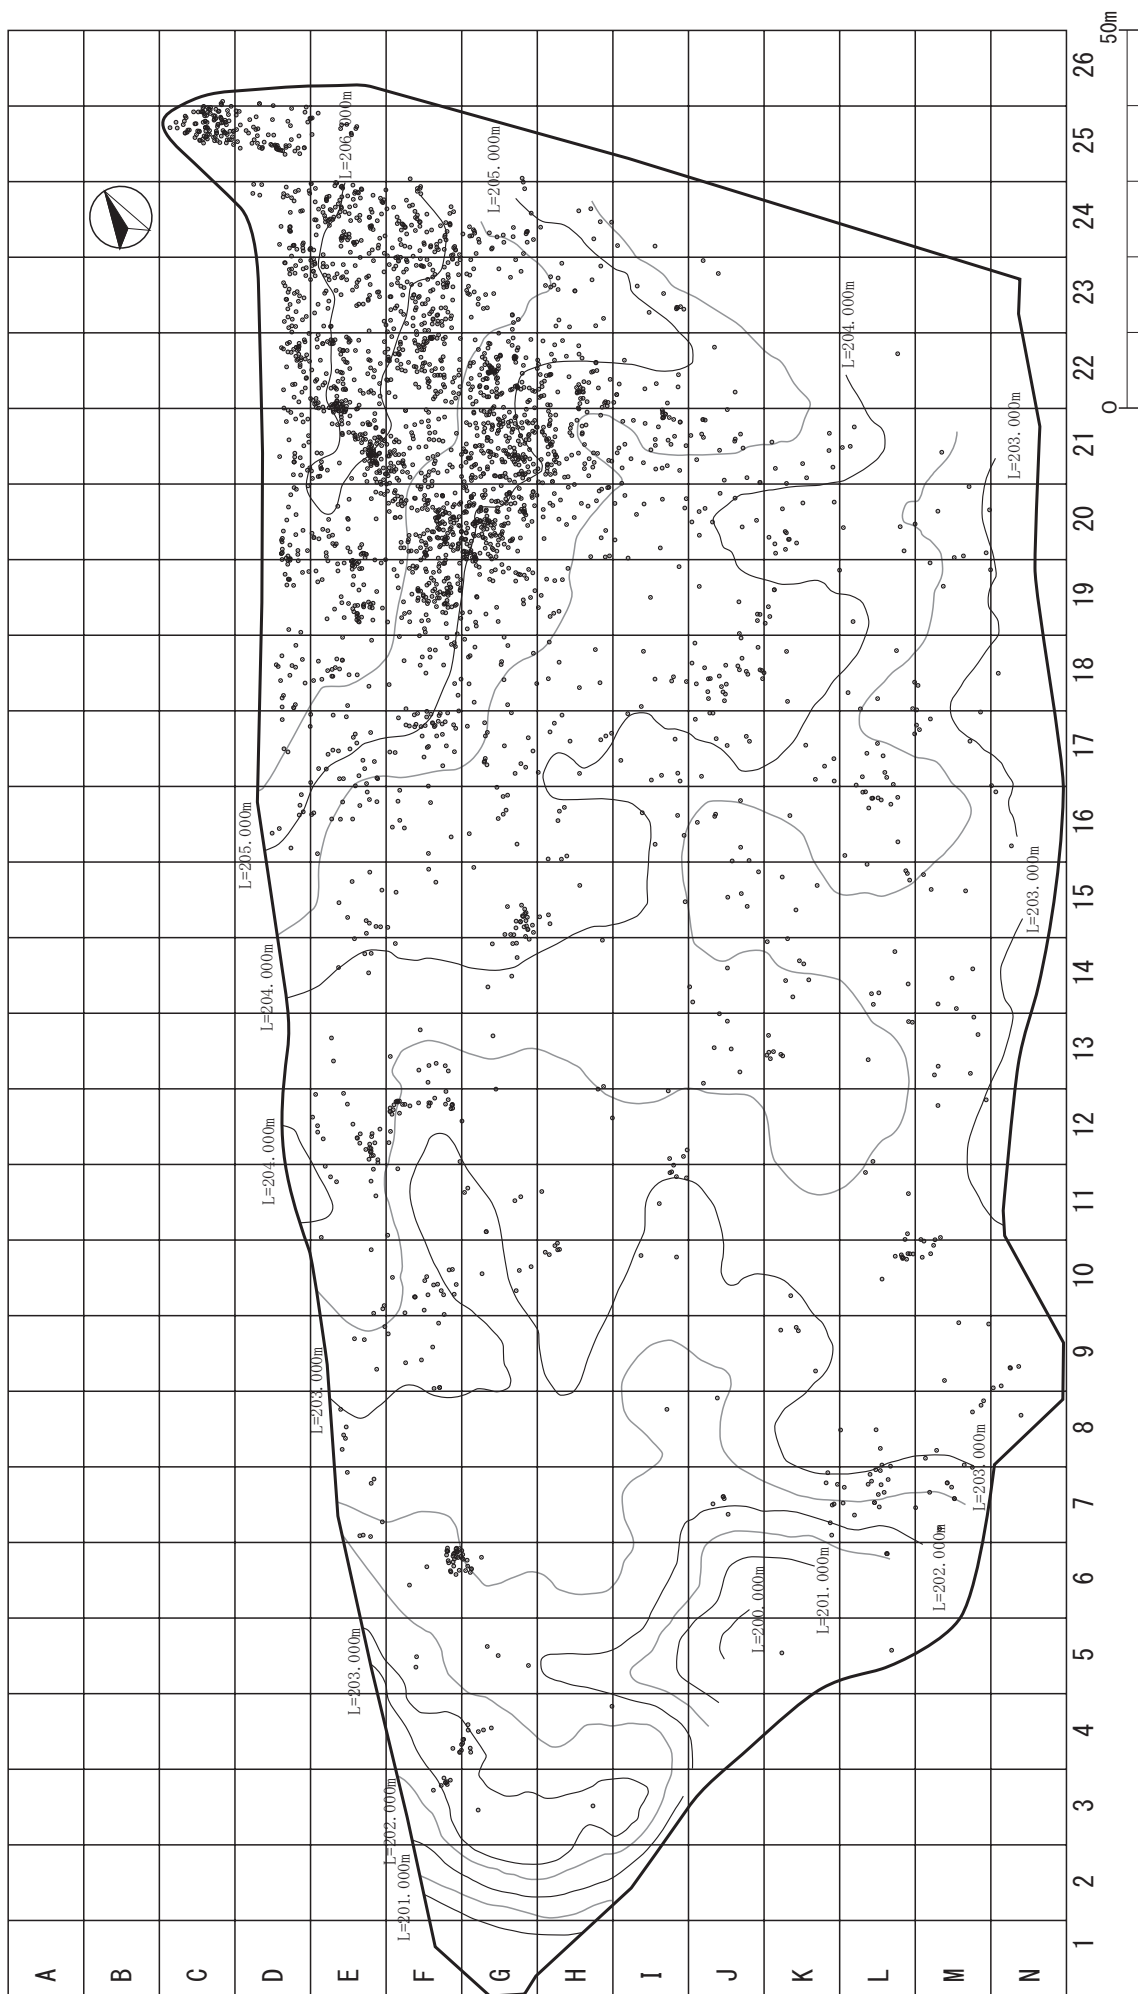 50m
0
26
25
24
23
22
21
20
19
18
17
16
15
14
13
12
11
10
9
8
7
6
5
4
3
2
1
A
B
C
D
E
F
G
H
I
J
K
L
M
N
L=206.000m
L=205.000m
L=204.000m
L=203.000m
L=205.000m
L=203.000m
L=204.000m
L=204.000m
L=203.000m
L=203.000m
L=202.000m
L=201.000m
L=200.000m
L=203.000m
L=202.000m
L=201.000m